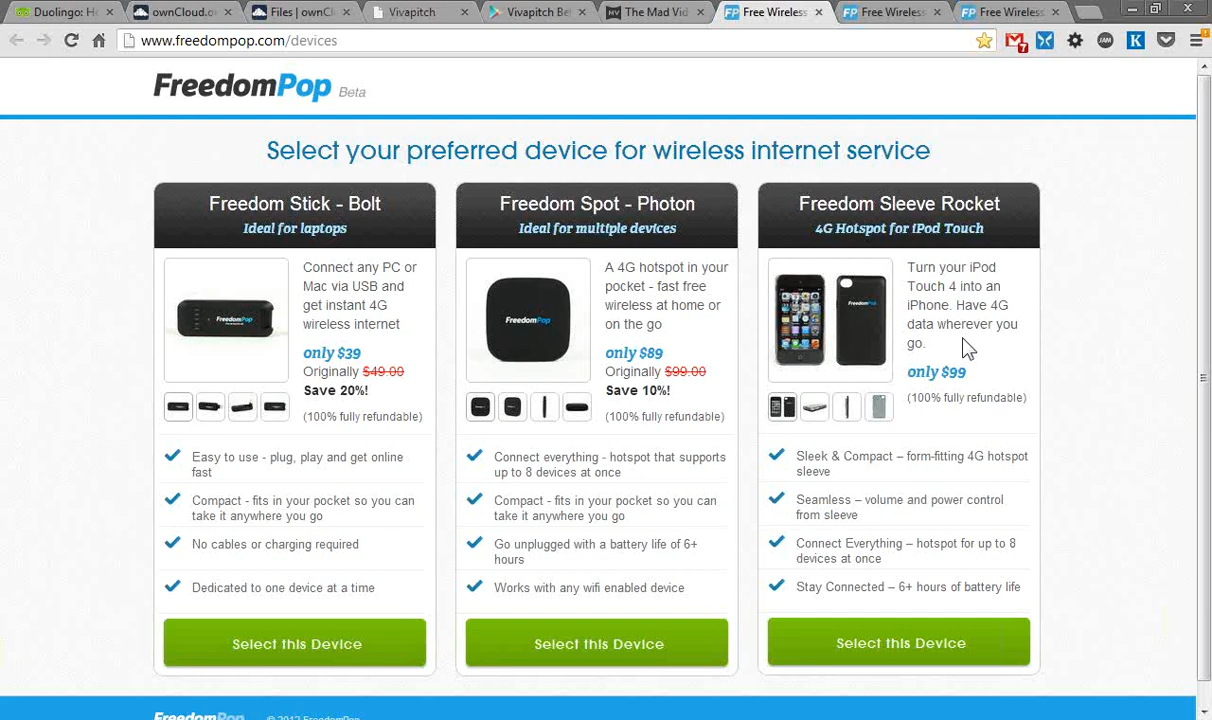 Duolingo: Ho
ownCloud.o
Files | ownC
Vivapitch
Vivapitch Be
The Mad Vid
Free Wireless
Free Wireless
Free Wireless
www.freedompop.com/devices
7
JAM
K
FreedomPop Beta
Select your preferred device for wireless internet service
Freedom Stick - Bolt
Ideal for laptops
Connect any PC or
Mac via USB and
get instant 4G
wireless internet
only $39
Originally $49.00
Save 20%!
(100% fully refundable)
FreedomPop
Easy to use - plug, play and get online
fast
Compact - fits in your pocket so you can
take it anywhere you go
No cables or charging required
Dedicated to one device at a time
Select this Device
Freedom Spot - Photon
Ideal for multiple devices
A 4G hotspot in your
pocket - fast free
wireless at home or
on the go
only $89
Originally $99.00
Save 10%!
(100% fully refundable)
FreedomPop
Connect everything - hotspot that supports
up to 8 devices at once
Compact - fits in your pocket so you can
take it anywhere you go
Go unplugged with a battery life of 6+
hours
Works with any wifi enabled device
Select this Device
Freedom Sleeve Rocket
4G Hotspot for iPod Touch
Turn your iPod
Touch 4 into an
iPhone. Have 4G
data wherever you
go.
only $99
(100% fully refundable)
FreedomPop
Sleek & Compact – form-fitting 4G hotspot
sleeve
Seamless – volume and power control
from sleeve
Connect Everything – hotspot for up to 8
devices at once
Stay Connected – 6+ hours of battery life
Select this Device
FreedomPop © 2012 FreedomPop